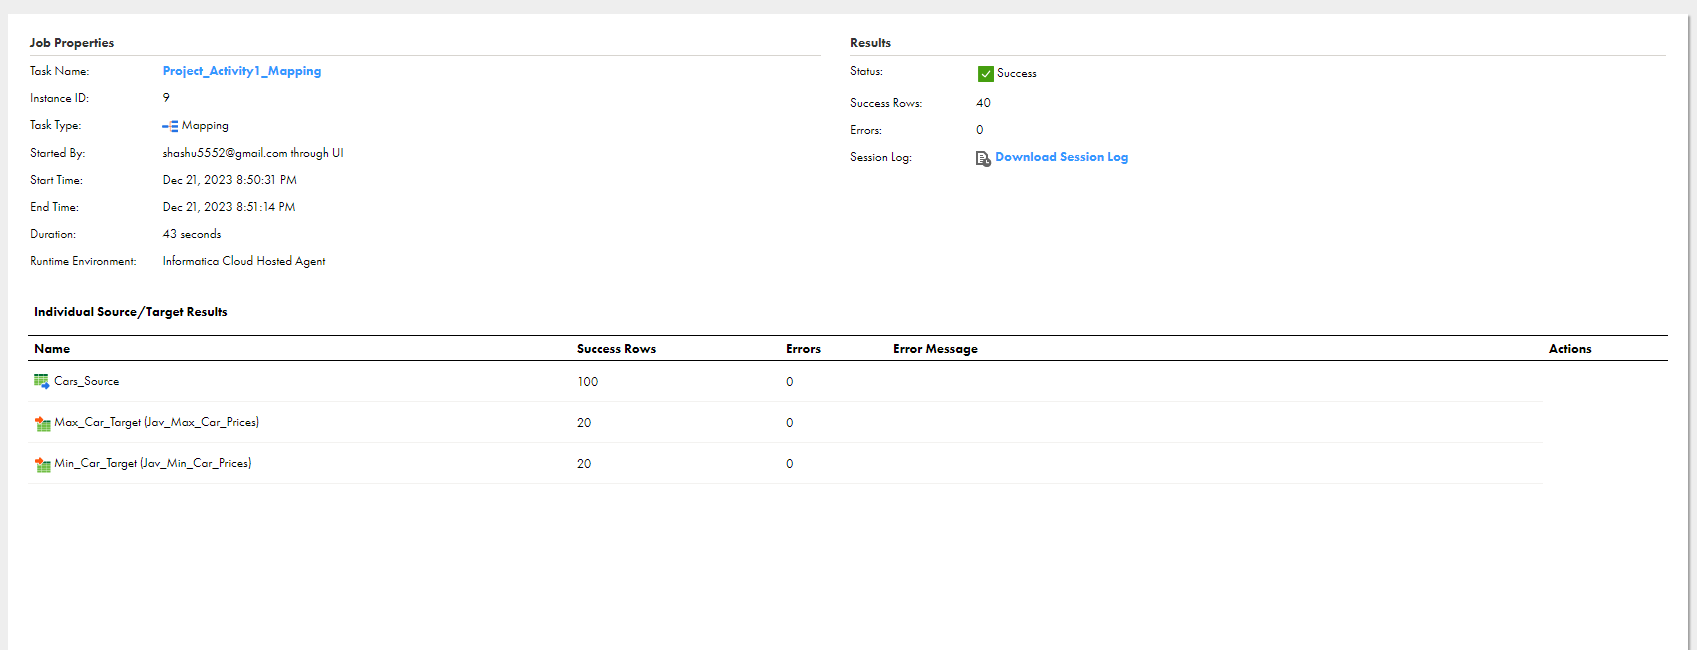 Job Properties
Task Name: Project_Activity1_Mapping
Instance ID: 9
Task Type: Mapping
Started By: shashu5552@gmail.com through UI
Start Time: Dec 21, 2023 8:50:31 PM
End Time: Dec 21, 2023 8:51:14 PM
Duration: 43 seconds
Runtime Environment: Informatica Cloud Hosted Agent
Results
Status: Success
Success Rows: 40
Errors: 0
Session Log: Download Session Log
Individual Source/Target Results
Name Success Rows Errors Error Message Actions
Cars_Source 100 0
Max_Car_Target (Jav_Max_Car_Prices) 20 0
Min_Car_Target (Jav_Min_Car_Prices) 20 0